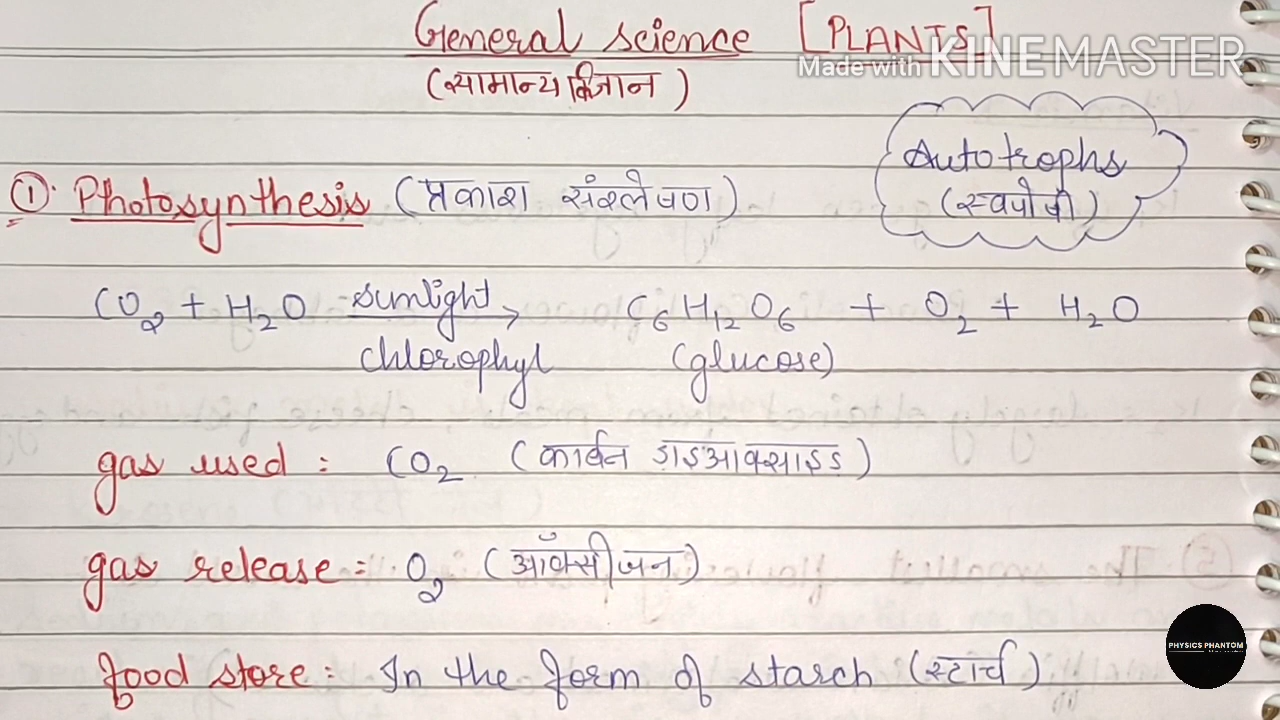 General science [PLANTS]
Made with KINEMASTER
(सामान्य विज्ञान)
Autotrophs
(स्वपोषी)
① Photosynthesis (प्रकाश संश्लेषण)
CO2 + H2O sunlight → C6H12O6 + O2 + H2O
chlorophyl (glucose)
gas used : CO2 (कार्बन डाइआक्साइड)
gas release : O2 (ऑक्सीजन)
food store : In the form of starch (स्टार्च)
PHYSICS PHANTOM